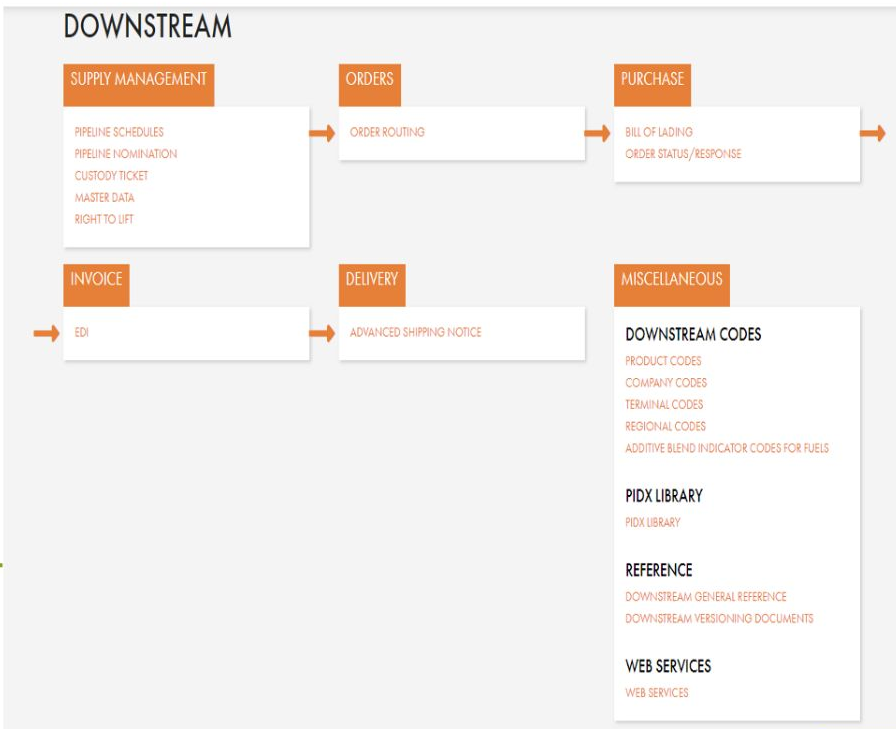 DOWNSTREAM
SUPPLY MANAGEMENT
PIPELINE SCHEDULES
PIPELINE NOMINATION
CUSTODY TICKET
MASTER DATA
RIGHT TO LIFT
ORDERS
ORDER ROUTING
PURCHASE
BILL OF LADING
ORDER STATUS/RESPONSE
INVOICE
EDI
DELIVERY
ADVANCED SHIPPING NOTICE
MISCELLANEOUS
DOWNSTREAM CODES
PRODUCT CODES
COMPANY CODES
TERMINAL CODES
REGIONAL CODES
ADDITIVE BLEND INDICATOR CODES FOR FUELS
PIDX LIBRARY
PIDX LIBRARY
REFERENCE
DOWNSTREAM GENERAL REFERENCE
DOWNSTREAM VERSIONING DOCUMENTS
WEB SERVICES
WEB SERVICES